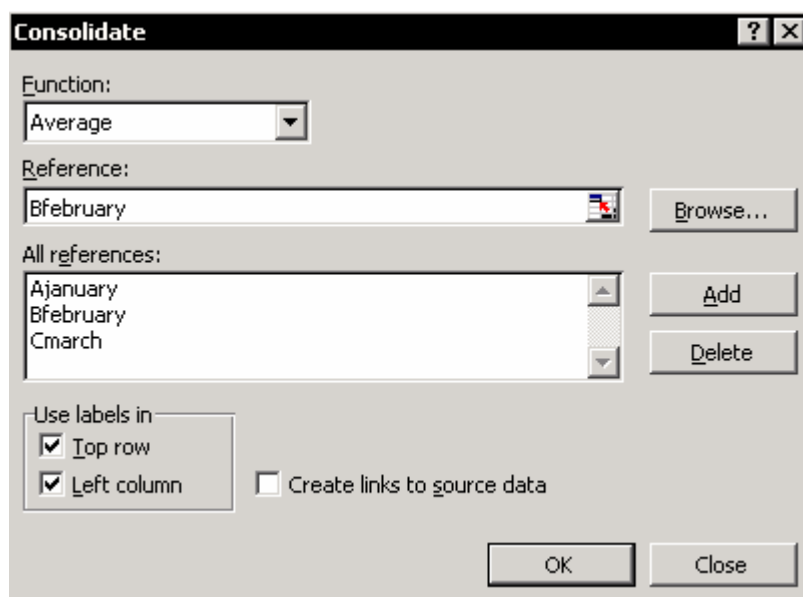 Consolidate
Function:
Average
Reference:
Bfebruary
Browse...
All references:
Ajanuary
Bfebruary
Cmarch
Add
Delete
Use labels in
Top row
Left column
Create links to source data
OK
Close